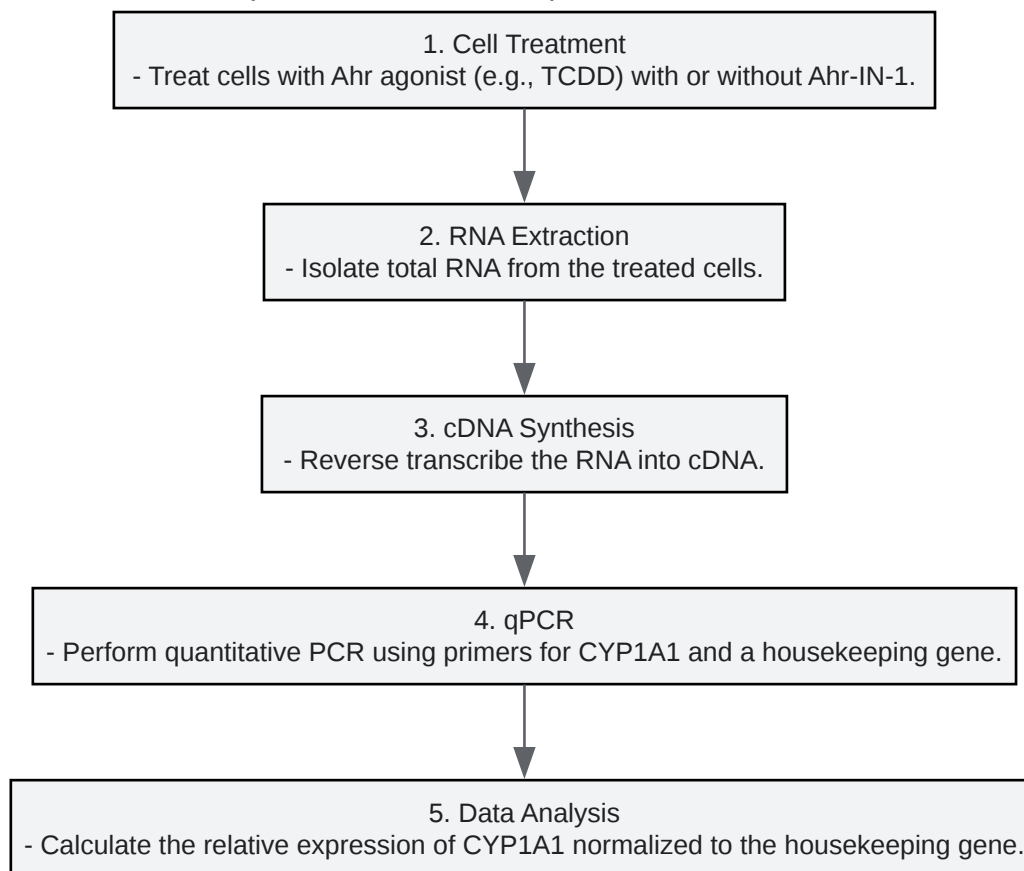 1. Cell Treatment
- Treat cells with Ahr agonist (e.g., TCDD) with or without Ahr-IN-1.
2. RNA Extraction
- Isolate total RNA from the treated cells.
3. cDNA Synthesis
- Reverse transcribe the RNA into cDNA.
4. qPCR
- Perform quantitative PCR using primers for CYP1A1 and a housekeeping gene.
5. Data Analysis
- Calculate the relative expression of CYP1A1 normalized to the housekeeping gene.